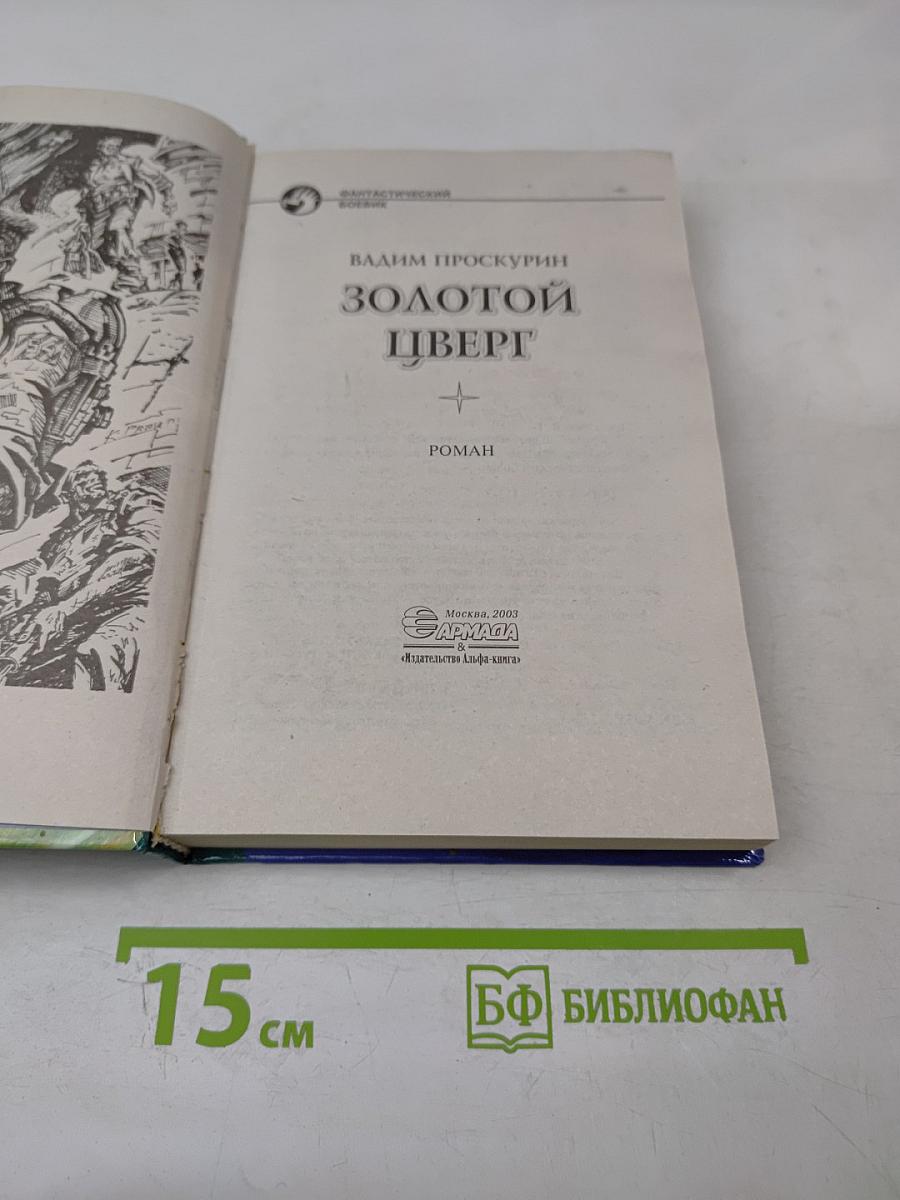 ФАНТАСТИЧЕСКИЙ
БОЕВИК
ВАДИМ ПРОСКУРИН
ЗОЛОТОЙ
ЦВЕРГ
РОМАН
Москва, 2003
АРМАДА
&
«Издательство Альфа-книга»
15 см
БФ БИБЛИОФАН